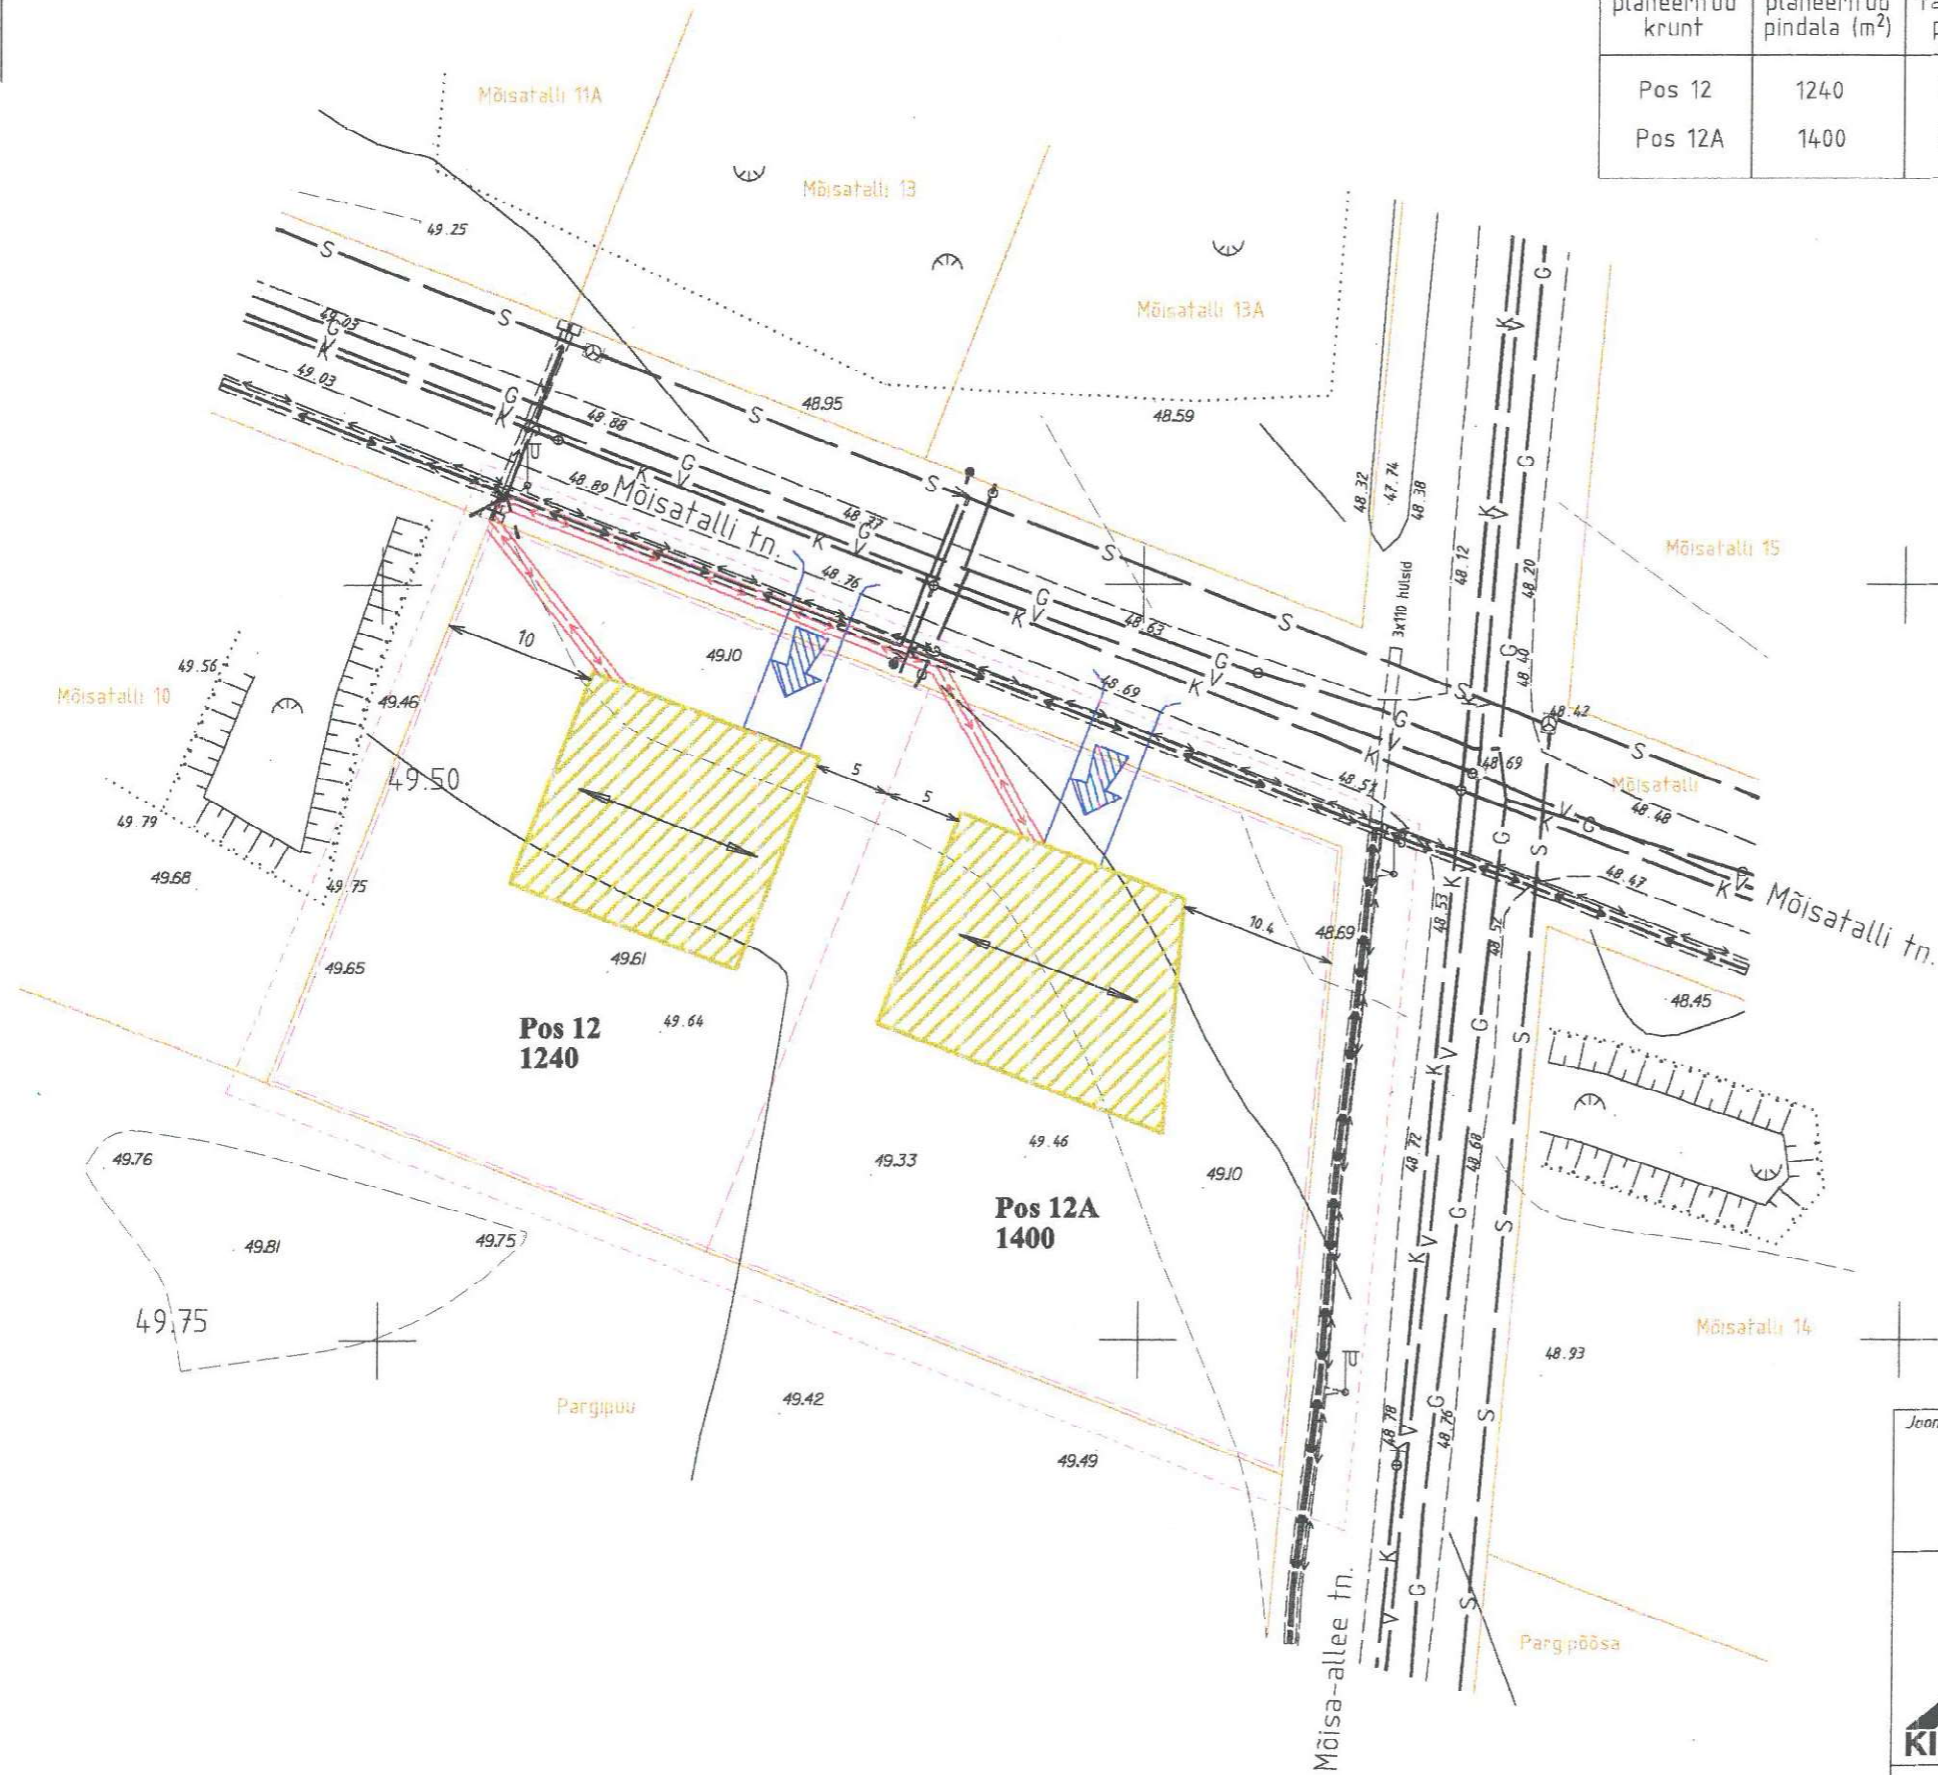 planeeritud
krunt
planeeritud
pindala (m²)
Pos 12
1240
Pos 12A
1400
Mõisatalli 11A
Mõisatalli 13
49.25
Mõisatalli 13A
S
S
49.03
G
K
49.03
G
V
K
48.88
S
48.95
48.59
48.32
47.74
48.38
G
K
G
K
48.12
48.20
48.40
Mõisatalli 15
48.89
Mõisatalli tn.
K
G
V
S
48.77
G
V
K
48.76
S
3x110 hülsid
G
K
V
48.63
S
G
V
K
48.69
G
S
K
48.42
S
10
49.10
49.56
Mõisatalli 10
49.46
49.50
49.79
49.68
49.75
49.65
5
5
G
V
K
48.69
48.57
Mõisatalli
48.48
V
G
K
G
S
48.47
K
V
Mõisatalli tn.
10.4
48.69
48.53
K
V
48.52
48.45
49.61
49.64
Pos 12
1240
S
G
V
K
49.76
49.81
49.75
49.75
49.33
49.46
49.10
Pos 12A
1400
48.72
48.68
G
S
V
K
Mõisatalli 14
48.93
Pargipuu
49.42
49.49
48.78
V
G
48.76
S
K
V
G
S
Mõisa-allee tn.
Pargipõõsa
KI